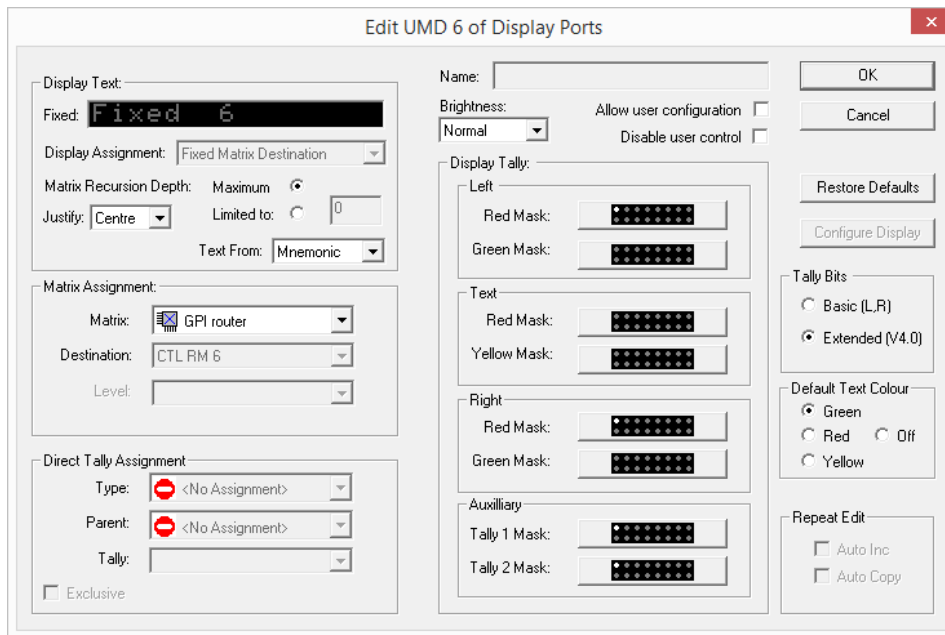 Edit UMD 6 of Display Ports
Display Text:
Fixed: Fixed 6
Display Assignment: Fixed Matrix Destination
Matrix Recursion Depth: Maximum
Limited to: 0
Justify: Centre
Text From: Mnemonic
Matrix Assignment:
Matrix: GPI router
Destination: CTL RM 6
Level:
Direct Tally Assignment
Type: <No Assignment>
Parent: <No Assignment>
Tally:
Exclusive
Name:
Brightness:
Normal
Allow user configuration
Disable user control
Display Tally:
Left
Red Mask:
Green Mask:
Text
Red Mask:
Yellow Mask:
Right
Red Mask:
Green Mask:
Auxilliary
Tally 1 Mask:
Tally 2 Mask:
OK
Cancel
Restore Defaults
Configure Display
Tally Bits
Basic (L,R)
Extended (V4.0)
Default Text Colour
Green
Red Off
Yellow
Repeat Edit
Auto Inc
Auto Copy